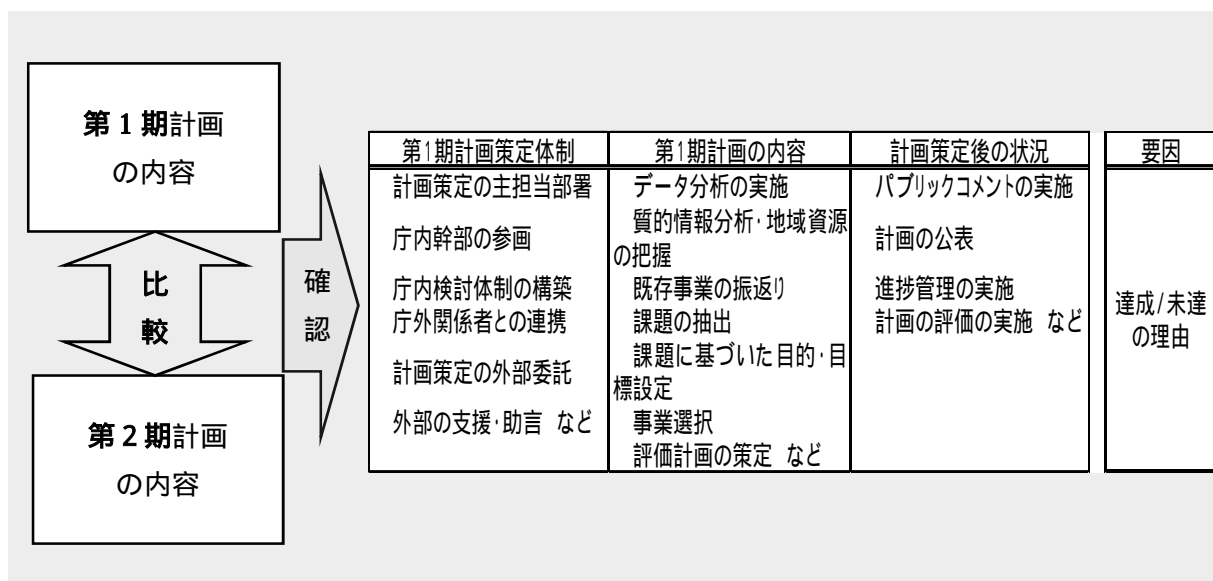 第1期計画
の内容
比
較
第2期計画
の内容
確
認
第1期計画策定体制
計画策定の主担当部署
庁内幹部の参画
庁内検討体制の構築
庁外関係者との連携
計画策定の外部委託
外部の支援・助言 など
第1期計画の内容
データ分析の実施
質的情報分析・地域資源
の把握
既存事業の振返り
課題の抽出
課題に基づいた目的・目
標設定
事業選択
評価計画の策定 など
計画策定後の状況
パブリックコメントの実施
計画の公表
進捗管理の実施
計画の評価の実施 など
要因
達成/未達
の理由